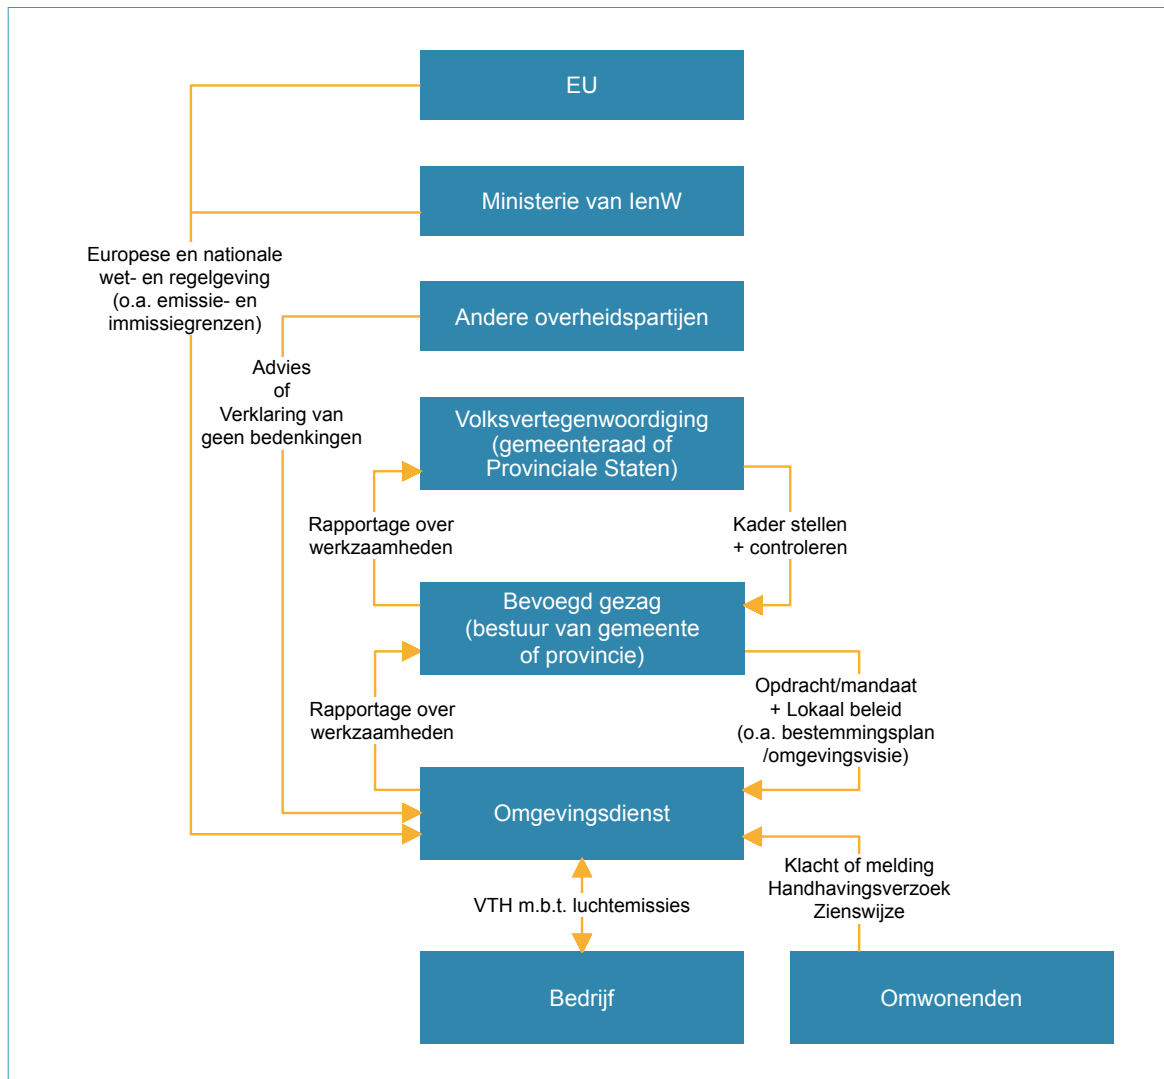 EU
Ministerie van IenW
Europese en nationale
wet- en regelgeving
(o.a. emissie- en
immissiegrenzen)
Andere overheidspartijen
Advies
of
Verklaring van
geen bedenkingen
Volksvertegenwoordiging
(gemeenteraad of
Provinciale Staten)
Rapportage over
werkzaamheden
Kader stellen
+ controleren
Bevoegd gezag
(bestuur van gemeente
of provincie)
Rapportage over
werkzaamheden
Opdracht/mandaat
+ Lokaal beleid
(o.a. bestemmingsplan
/omgevingsvisie)
Omgevingsdienst
Klacht of melding
Handhavingsverzoek
Zienswijze
VTH m.b.t. luchtemissies
Bedrijf
Omwonenden